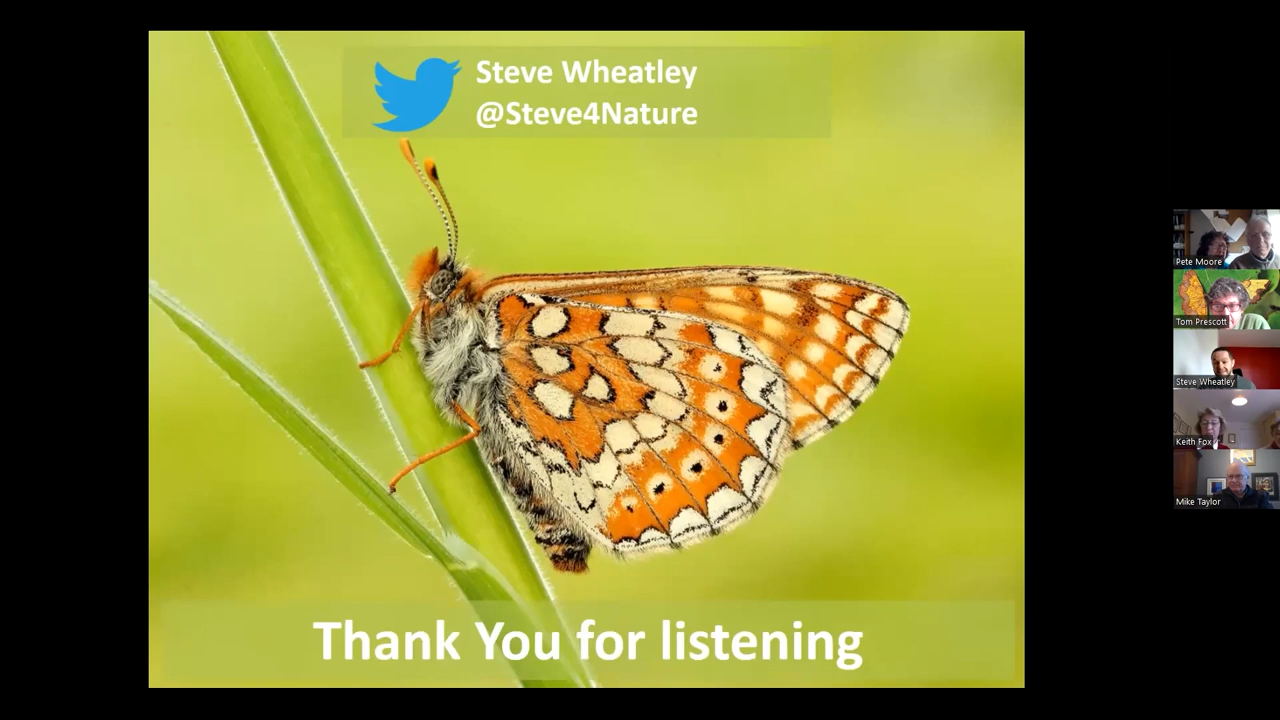 Steve Wheatley
@Steve4Nature
Thank You for listening
Pete Moore
Tom Prescott
Steve Wheatley
Keith Fox
Mike Taylor